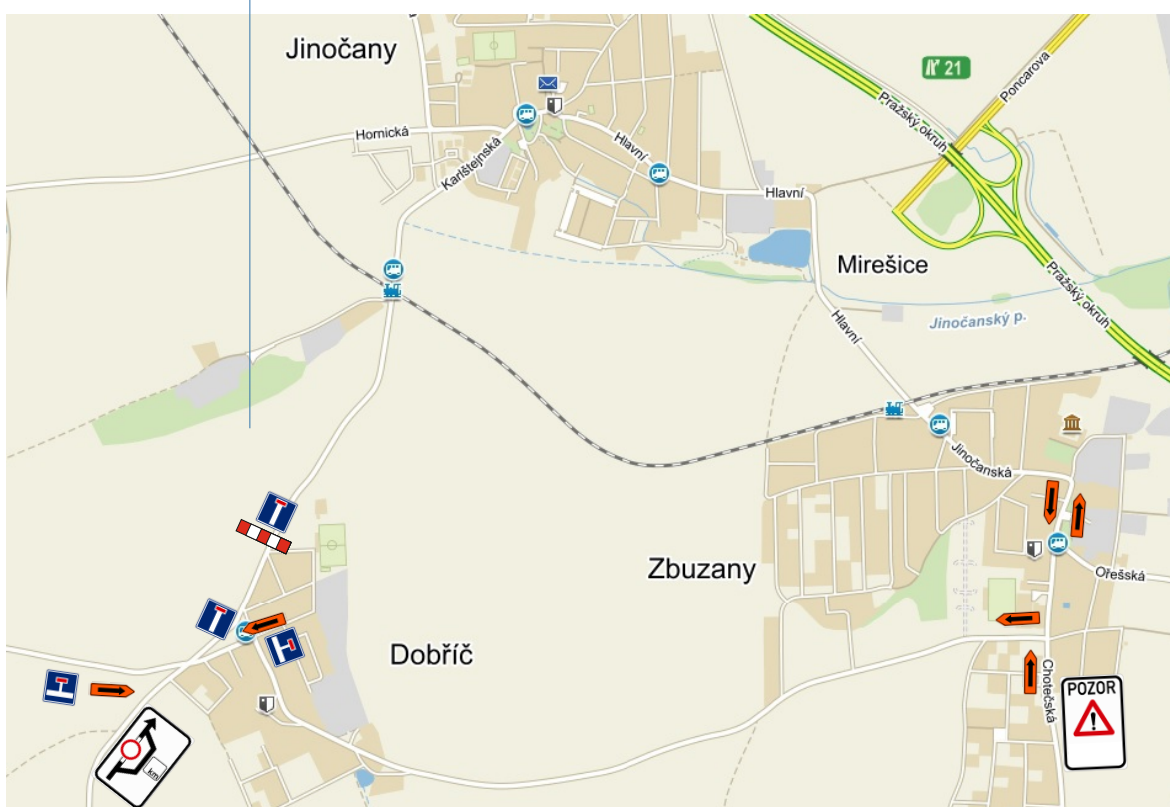 Jinočany
21
Poncarova
Pražský okruh
Hornická
Karlštejnská
Hlavní
Hlavní
Mirešice
Pražský okruh
Jinočanský p.
Hlavní
Jinočanská
Zbuzany
Ořešská
Dobříč
Chotečská
POZOR
km